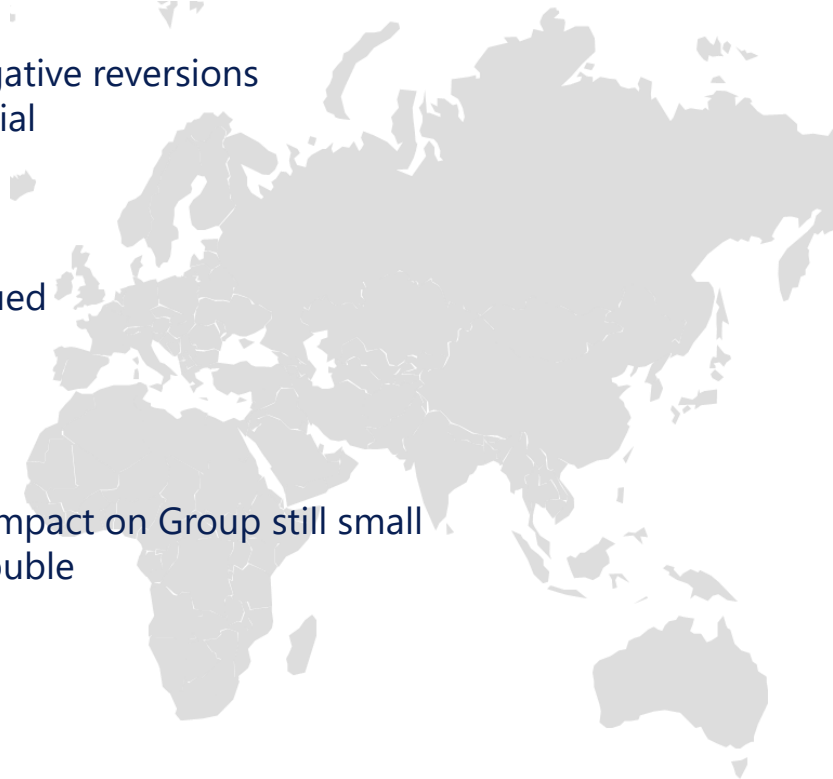 gative reversions
ial
ued
mpact on Group still small
ouble